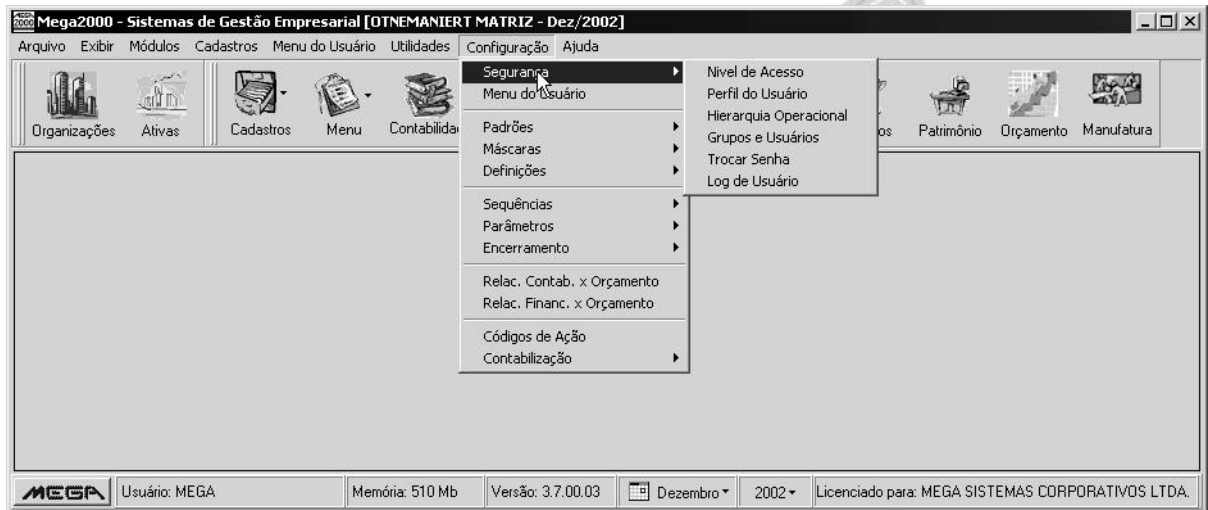 Mega2000 - Sistemas de Gestão Empresarial [OTNEMANIERT MATRIZ - Dez/2002]
Arquivo Exibir Módulos Cadastros Menu do Usuário Utilidades Configuração Ajuda
Organizações Ativas Cadastros Menu Contabilida os Patrimônio Orçamento Manufatura
Segurança
Menu do Usuário
Padrões
Máscaras
Definições
Sequências
Parâmetros
Encerramento
Relac. Contab. x Orçamento
Relac. Financ. x Orçamento
Códigos de Ação
Contabilização
Nivel de Acesso
Perfil do Usuário
Hierarquia Operacional
Grupos e Usuários
Trocar Senha
Log de Usuário
MEGA Usuário: MEGA Memória: 510 Mb Versão: 3.7.00.03 Dezembro 2002 Licenciado para: MEGA SISTEMAS CORPORATIVOS LTDA.